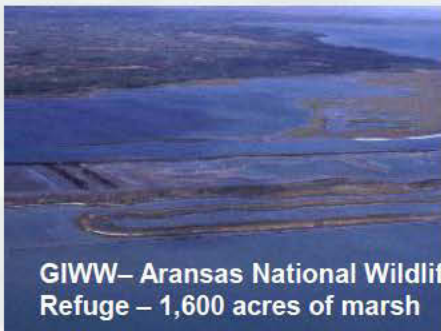 GIWW– Aransas National Wildlif
Refuge – 1,600 acres of marsh